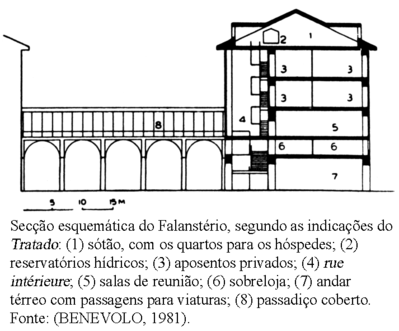 2 1
3 3
3 3
4
8
5
6 6
7
5 10 15 M
Secção esquemática do Falanstério, segundo as indicações do
Tratado: (1) sótão, com os quartos para os hóspedes; (2)
reservatórios hídricos; (3) aposentos privados; (4) rue
intérieure; (5) salas de reunião; (6) sobreloja; (7) andar
térreo com passagens para viaturas; (8) passadiço coberto.
Fonte: (BENEVOLO, 1981).